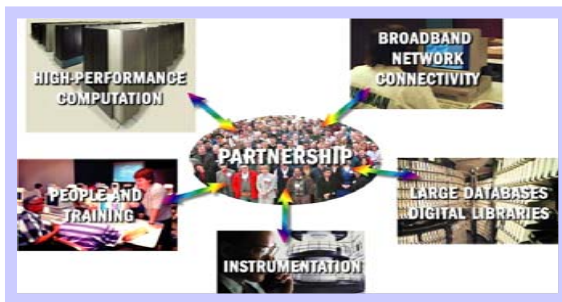 HIGH-PERFORMANCE
COMPUTATION
BROADBAND
NETWORK
CONNECTIVITY
PARTNERSHIP
PEOPLE AND
TRAINING
LARGE DATABASES
DIGITAL LIBRARIES
INSTRUMENTATION